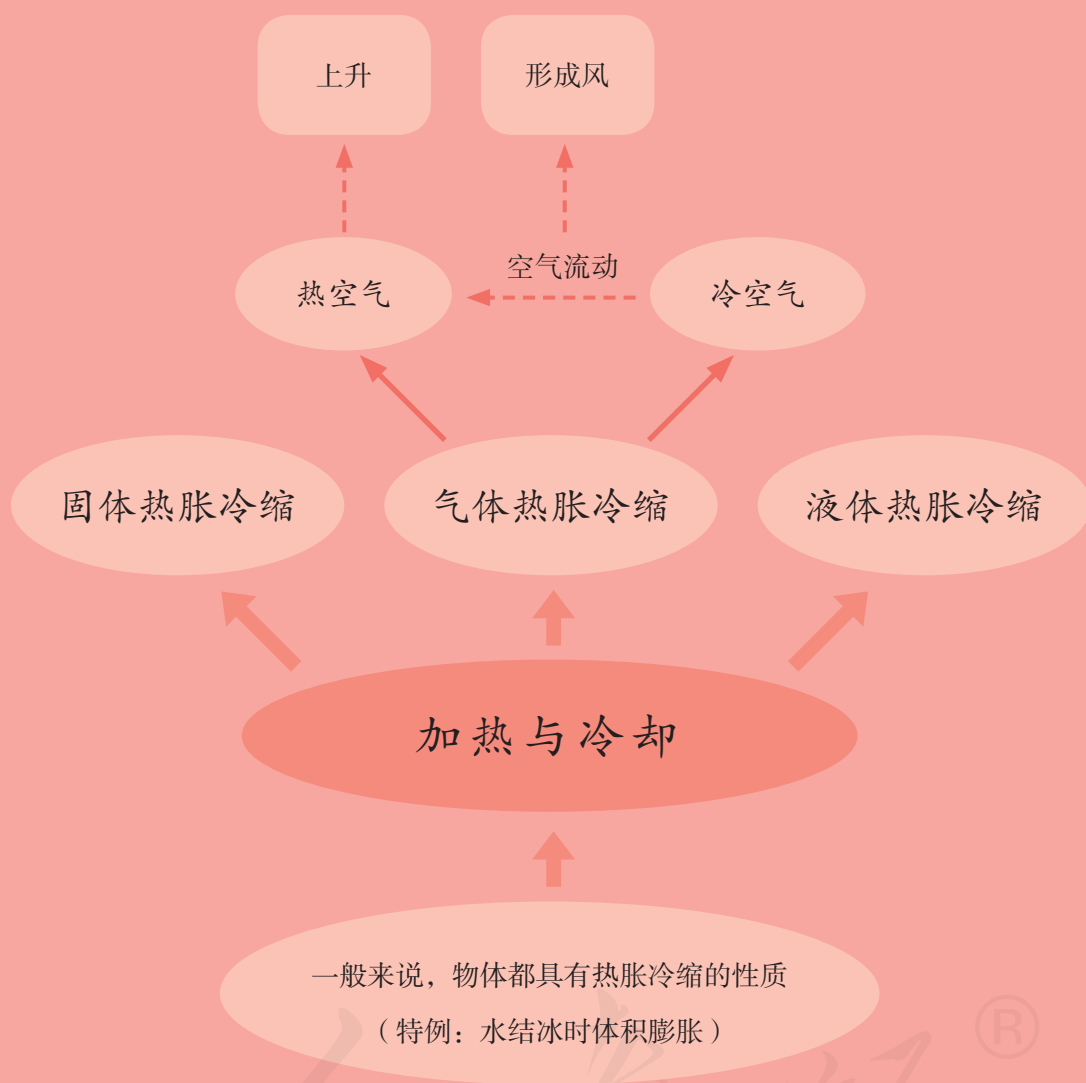 上升
形成风
空气流动
热空气
冷空气
固体热胀冷缩
气体热胀冷缩
液体热胀冷缩
加热与冷却
一般来说，物体都具有热胀冷缩的性质
（特例：水结冰时体积膨胀）
®